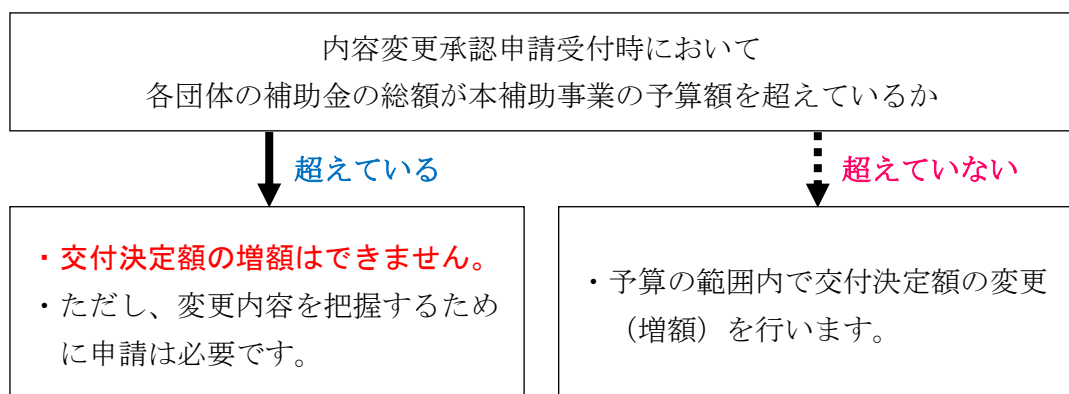 内容変更承認申請受付時において
各団体の補助金の総額が本補助事業の予算額を超えているか
超えている
超えていない
・交付決定額の増額はできません。
・ただし、変更内容を把握するため
に申請は必要です。
・予算の範囲内で交付決定額の変更
（増額）を行います。